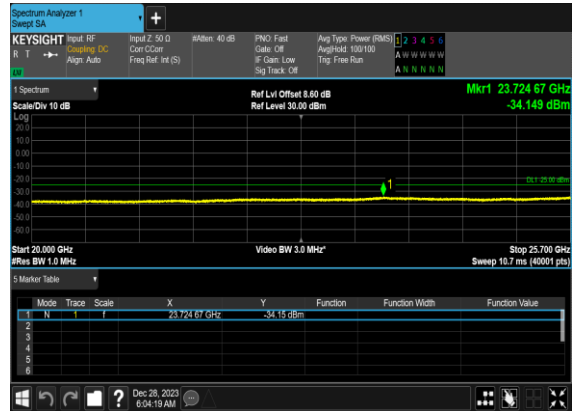 Spectrum Analyzer 1
Swept SA
+
KEYSIGHT Input: RF Input Z: 50 Ω #Atten: 40 dB PNO: Fast Avg Type: Power (RMS) 1 2 3 4 5 6
R T Coupling: DC Corr CCorr Gate: Off Avg|Hold: 100/100 A W W W W W
Align: Auto Freq Ref: Int (S) IF Gain: Low Trig: Free Run
Sig Track: Off A N N N N N
1 Spectrum Ref Lvl Offset 8.60 dB Mkr1 23.724 67 GHz
Scale/Div 10 dB Ref Level 30.00 dBm -34.149 dBm
Log
20.0
10.0
0.00
-10.0
-20.0 1 DL1 -25.00 dBm
-30.0
-40.0
-50.0
-60.0
Start 20.000 GHz Video BW 3.0 MHz* Stop 25.700 GHz
#Res BW 1.0 MHz Sweep 10.7 ms (40001 pts)
5 Marker Table
Mode Trace Scale X Y Function Function Width Function Value
1 N 1 f 23.724 67 GHz -34.15 dBm
2
3
4
5
6
? Dec 28, 2023
6:04:19 AM